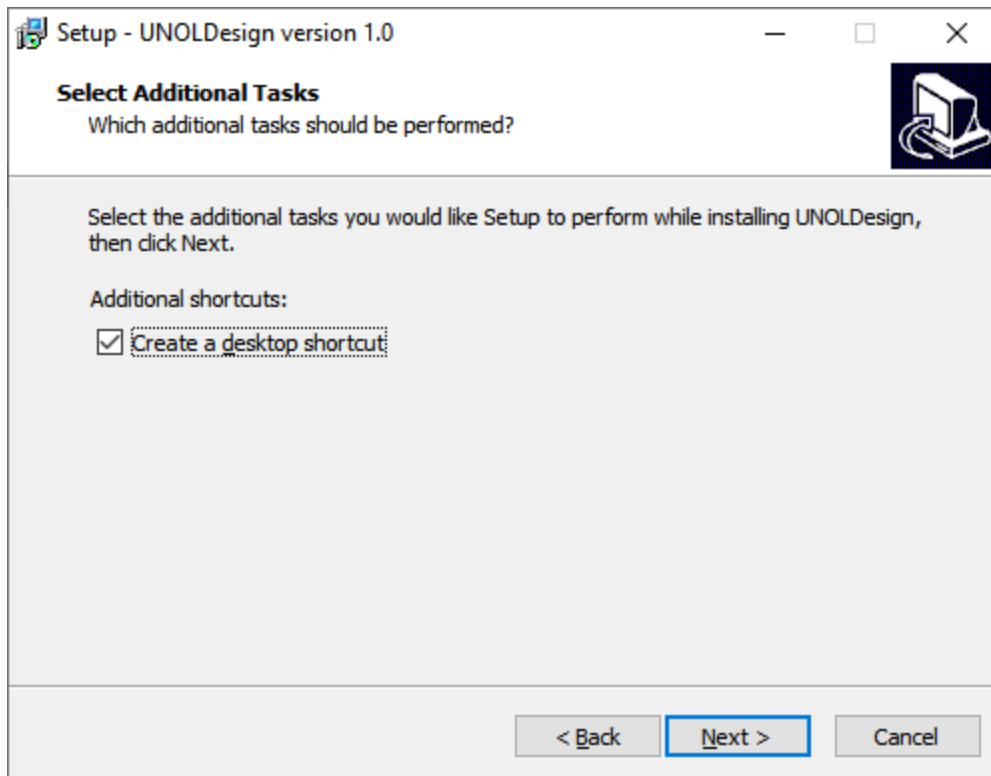 Setup - UNOLDesign version 1.0
Select Additional Tasks
Which additional tasks should be performed?
Select the additional tasks you would like Setup to perform while installing UNOLDesign,
then click Next.
Additional shortcuts:
Create a desktop shortcut
< Back
Next >
Cancel